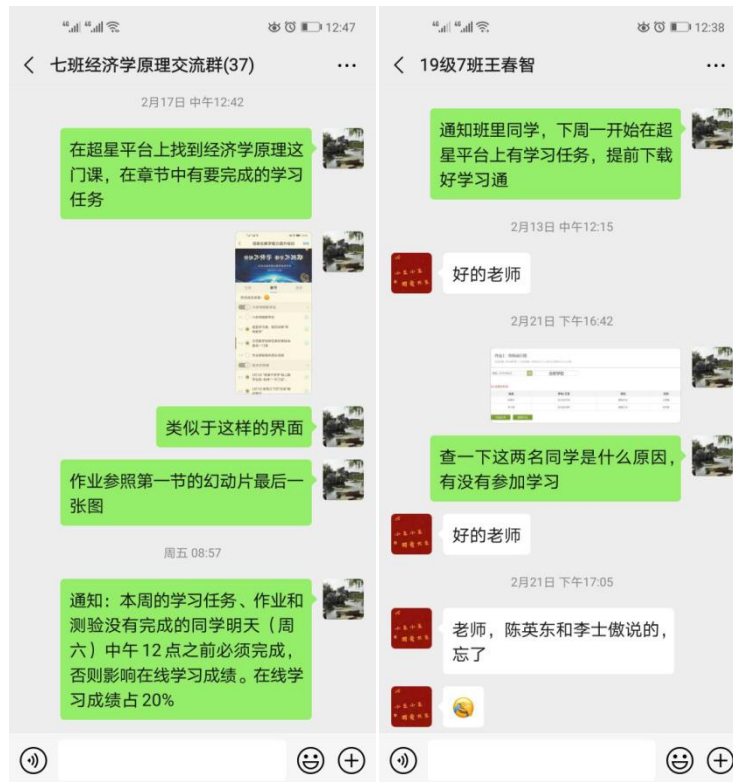 12:47
七班经济学原理交流群(37)
2月17日 中午12:42
在超星平台上找到经济学原理这
门课，在章节中有要完成的学习
任务
类似于这样的界面
作业参照第一节的幻动片最后一
张图
周五 08:57
通知：本周的学习任务、作业和
测验没有完成的同学明天（周
六）中午12点之前必须完成，
否则影响在线学习成绩。在线学
习成绩占20%
12:38
19级7班王春智
通知班里同学，下周一开始在超
星平台上有学习任务，提前下载
好学习通
2月13日 中午12:15
好的老师
2月21日 下午16:42
查一下这两名同学是什么原因，
有没有参加学习
好的老师
2月21日 下午17:05
老师，陈英东和李士傲说的，
忘了